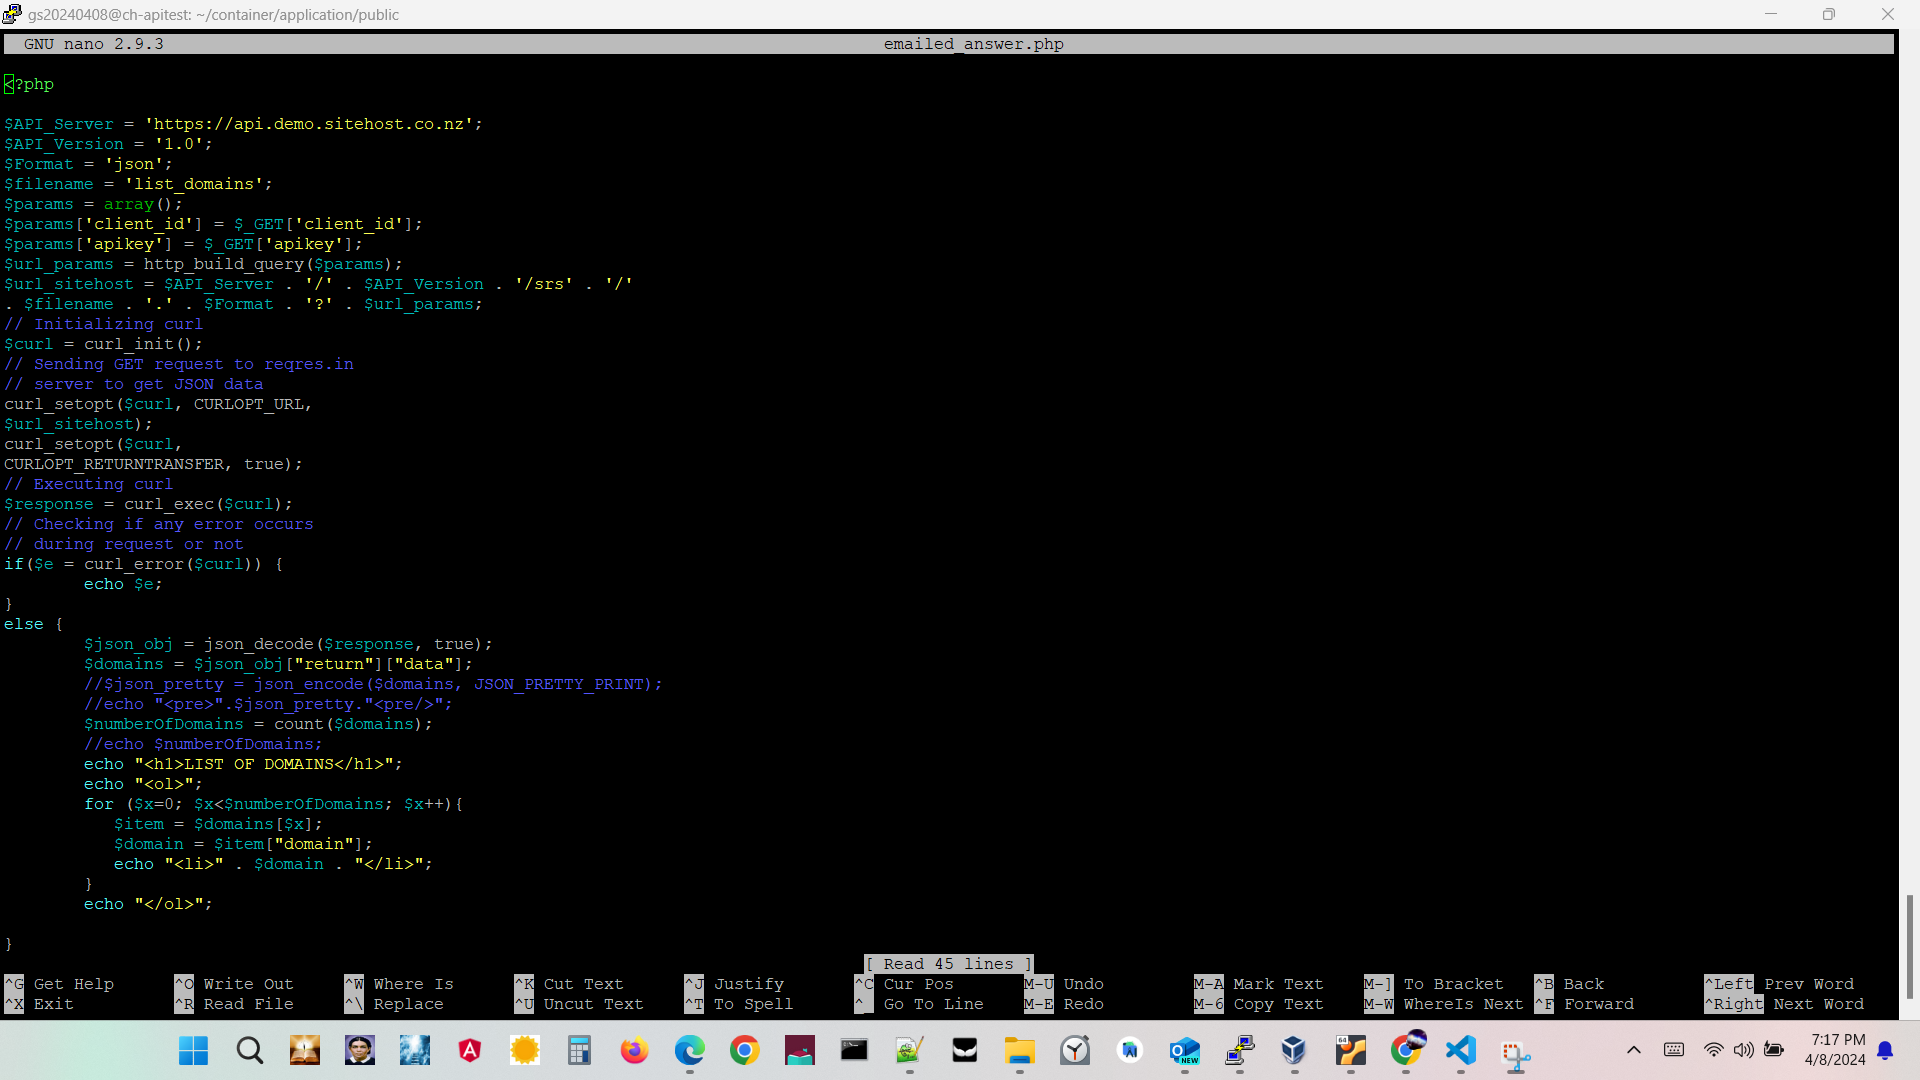 gs20240408@ch-apitest: ~/container/application/public
GNU nano 2.9.3 emailed_answer.php
<?php
$API_Server = 'https://api.demo.sitehost.co.nz';
$API_Version = '1.0';
$Format = 'json';
$filename = 'list_domains';
$params = array();
$params['client_id'] = $_GET['client_id'];
$params['apikey'] = $_GET['apikey'];
$url_params = http_build_query($params);
$url_sitehost = $API_Server . '/' . $API_Version . '/srs' . '/'
. $filename . '.' . $Format . '?' . $url_params;
// Initializing curl
$curl = curl_init();
// Sending GET request to reqres.in
// server to get JSON data
curl_setopt($curl, CURLOPT_URL,
$url_sitehost);
curl_setopt($curl,
CURLOPT_RETURNTRANSFER, true);
// Executing curl
$response = curl_exec($curl);
// Checking if any error occurs
// during request or not
if($e = curl_error($curl)) {
echo $e;
}
else {
$json_obj = json_decode($response, true);
$domains = $json_obj["return"]["data"];
//$json_pretty = json_encode($domains, JSON_PRETTY_PRINT);
//echo "<pre>".$json_pretty."<pre/>";
$numberOfDomains = count($domains);
//echo $numberOfDomains;
echo "<h1>LIST OF DOMAINS</h1>";
echo "<ol>";
for ($x=0; $x<$numberOfDomains; $x++){
$item = $domains[$x];
$domain = $item["domain"];
echo "<li>" . $domain . "</li>";
}
echo "</ol>";
}
[ Read 45 lines ]
^G Get Help ^O Write Out ^W Where Is ^K Cut Text ^J Justify ^C Cur Pos M-U Undo M-A Mark Text M-] To Bracket ^B Back ^Left Prev Word
^X Exit ^R Read File ^\ Replace ^U Uncut Text ^T To Spell ^_ Go To Line M-E Redo M-6 Copy Text M-W WhereIs Next ^F Forward ^Right Next Word
7:17 PM
4/8/2024